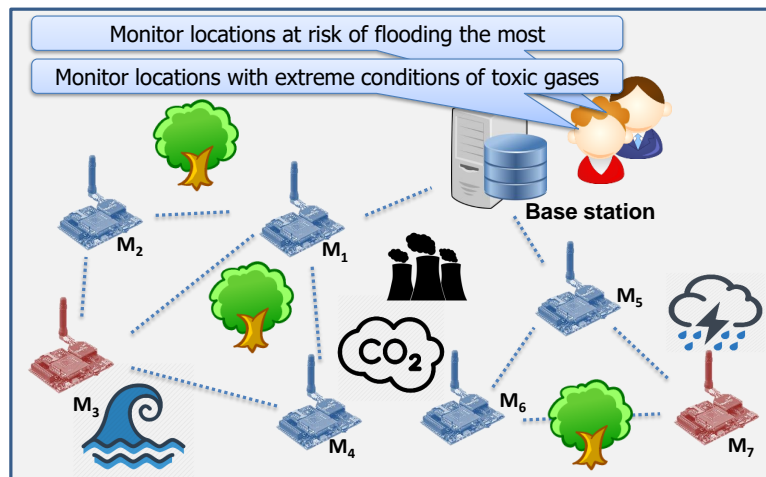 Monitor locations at risk of flooding the most
Monitor locations with extreme conditions of toxic gases
Base station
M2
M1
M5
CO2
M3
M6
M4
M7